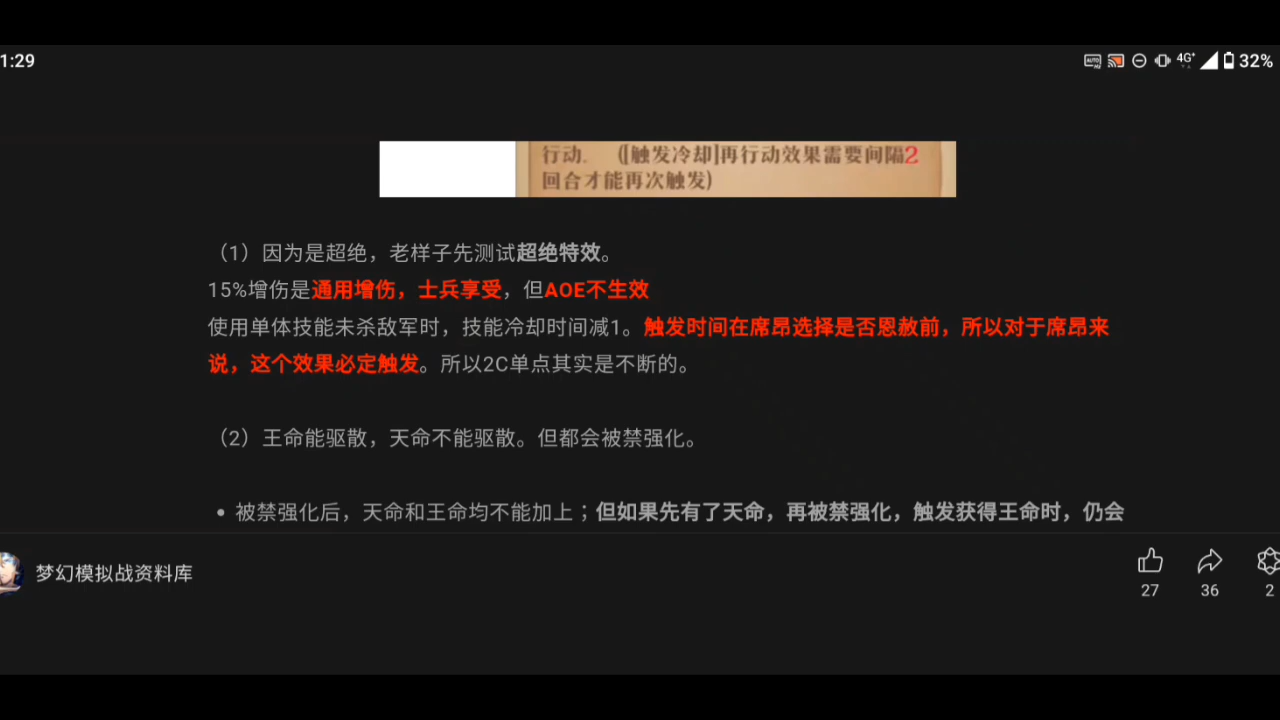 1:29
4G+
32%
行动. ([触发冷却]再行动效果需要间隔2
回合才能再次触发)
（1）因为是超绝，老样子先测试超绝特效。
15%增伤是通用增伤，士兵享受，但AOE不生效
使用单体技能未杀敌军时，技能冷却时间减1。触发时间在席昂选择是否恩赦前，所以对于席昂来
说，这个效果必定触发。所以2C单点其实是不断的。
（2）王命能驱散，天命不能驱散。但都会被禁强化。
• 被禁强化后，天命和王命均不能加上；但如果先有了天命，再被禁强化，触发获得王命时，仍会
梦幻模拟战资料库
27
36
2